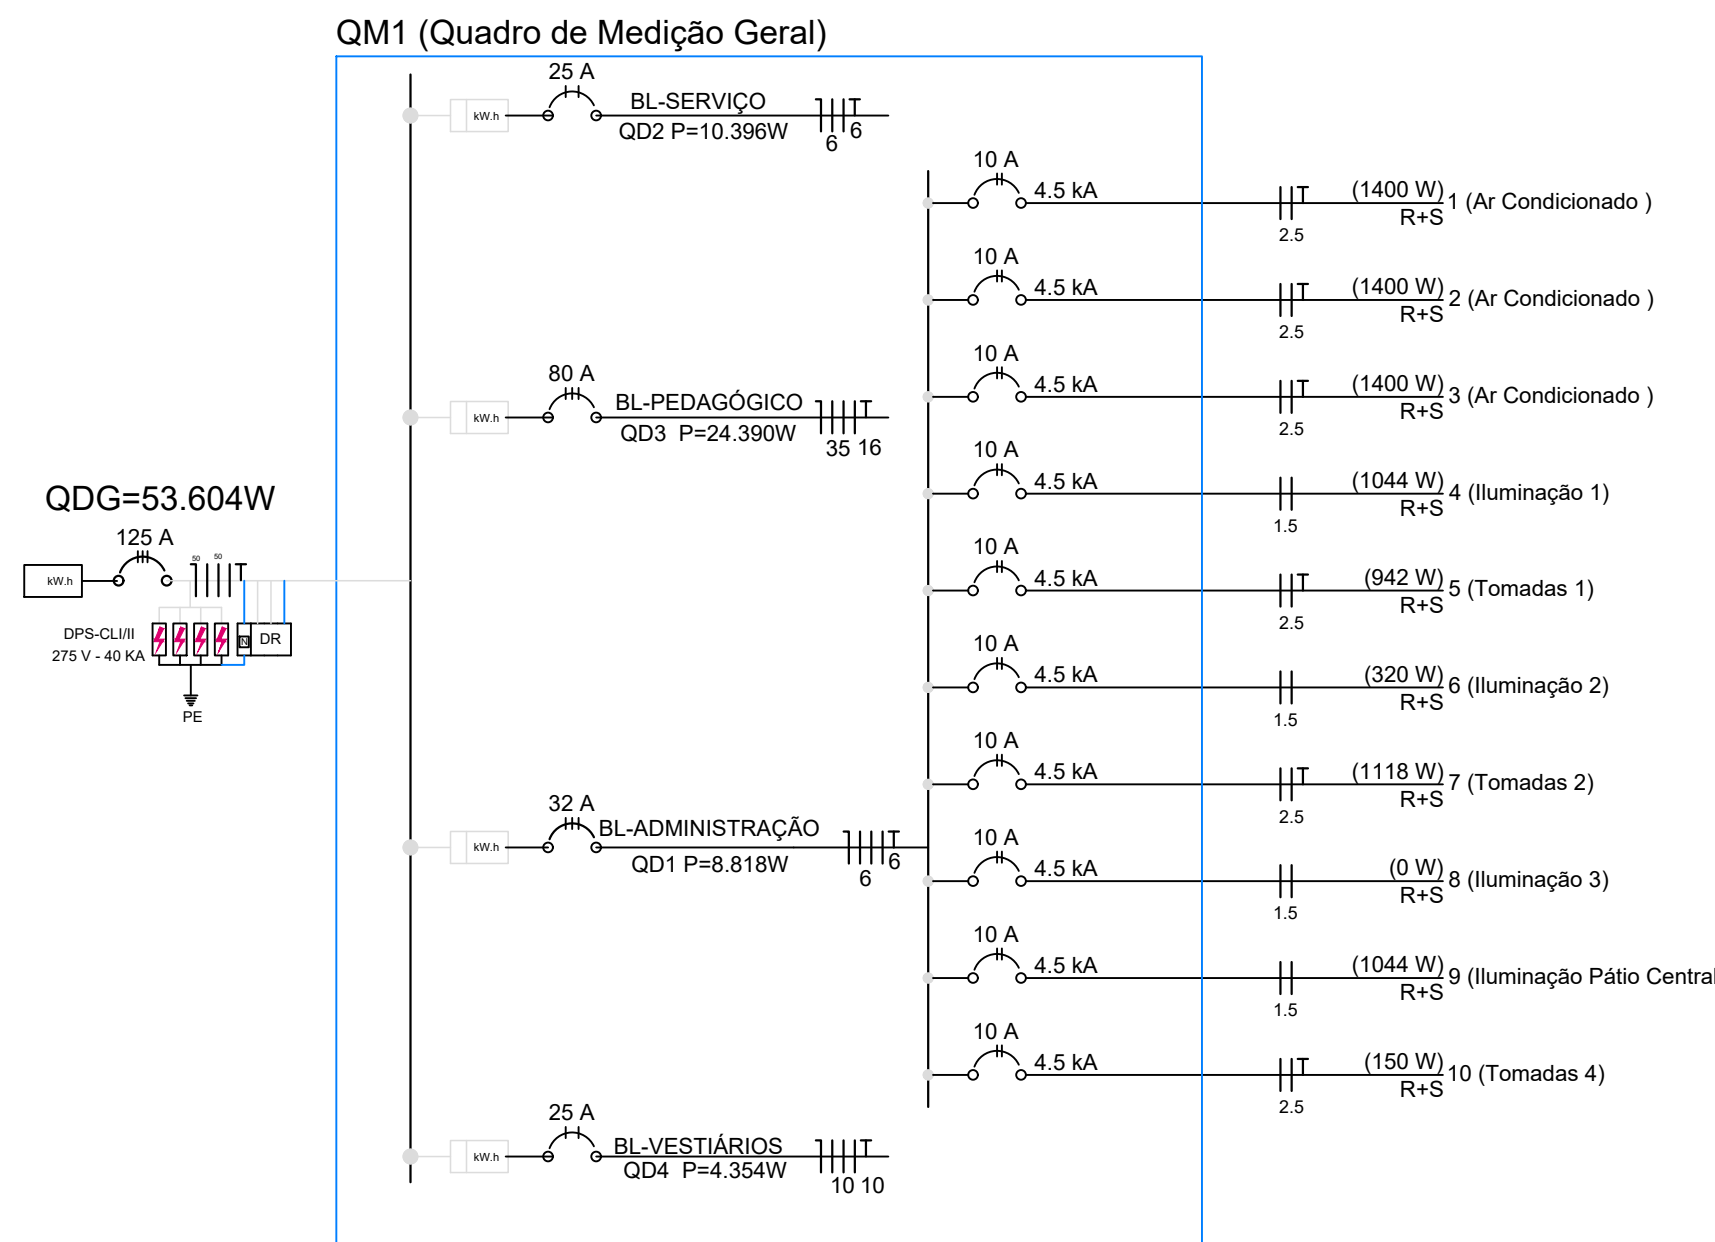 QM1 (Quadro de Medição Geral)
25 A
kW.h
BL-SERVIÇO
QD2 P=10.396W
6
6
10 A
4.5 kA
2.5
(1400 W)
R+S
1 (Ar Condicionado )
10 A
4.5 kA
2.5
(1400 W)
R+S
2 (Ar Condicionado )
80 A
kW.h
BL-PEDAGÓGICO
QD3 P=24.390W
35 16
10 A
4.5 kA
2.5
(1400 W)
R+S
3 (Ar Condicionado )
10 A
4.5 kA
1.5
(1044 W)
R+S
4 (Iluminação 1)
QDG=53.604W
125 A
kW.h
50
50
DPS-CLI/II
275 V - 40 KA
N
DR
PE
10 A
4.5 kA
2.5
(942 W)
R+S
5 (Tomadas 1)
10 A
4.5 kA
1.5
(320 W)
R+S
6 (Iluminação 2)
10 A
4.5 kA
2.5
(1118 W)
R+S
7 (Tomadas 2)
32 A
kW.h
BL-ADMINISTRAÇÃO
QD1 P=8.818W
6
6
10 A
4.5 kA
1.5
(0 W)
R+S
8 (Iluminação 3)
10 A
4.5 kA
1.5
(1044 W)
R+S
9 (Iluminação Pátio Central
10 A
4.5 kA
2.5
(150 W)
R+S
10 (Tomadas 4)
25 A
kW.h
BL-VESTIÁRIOS
QD4 P=4.354W
10 10